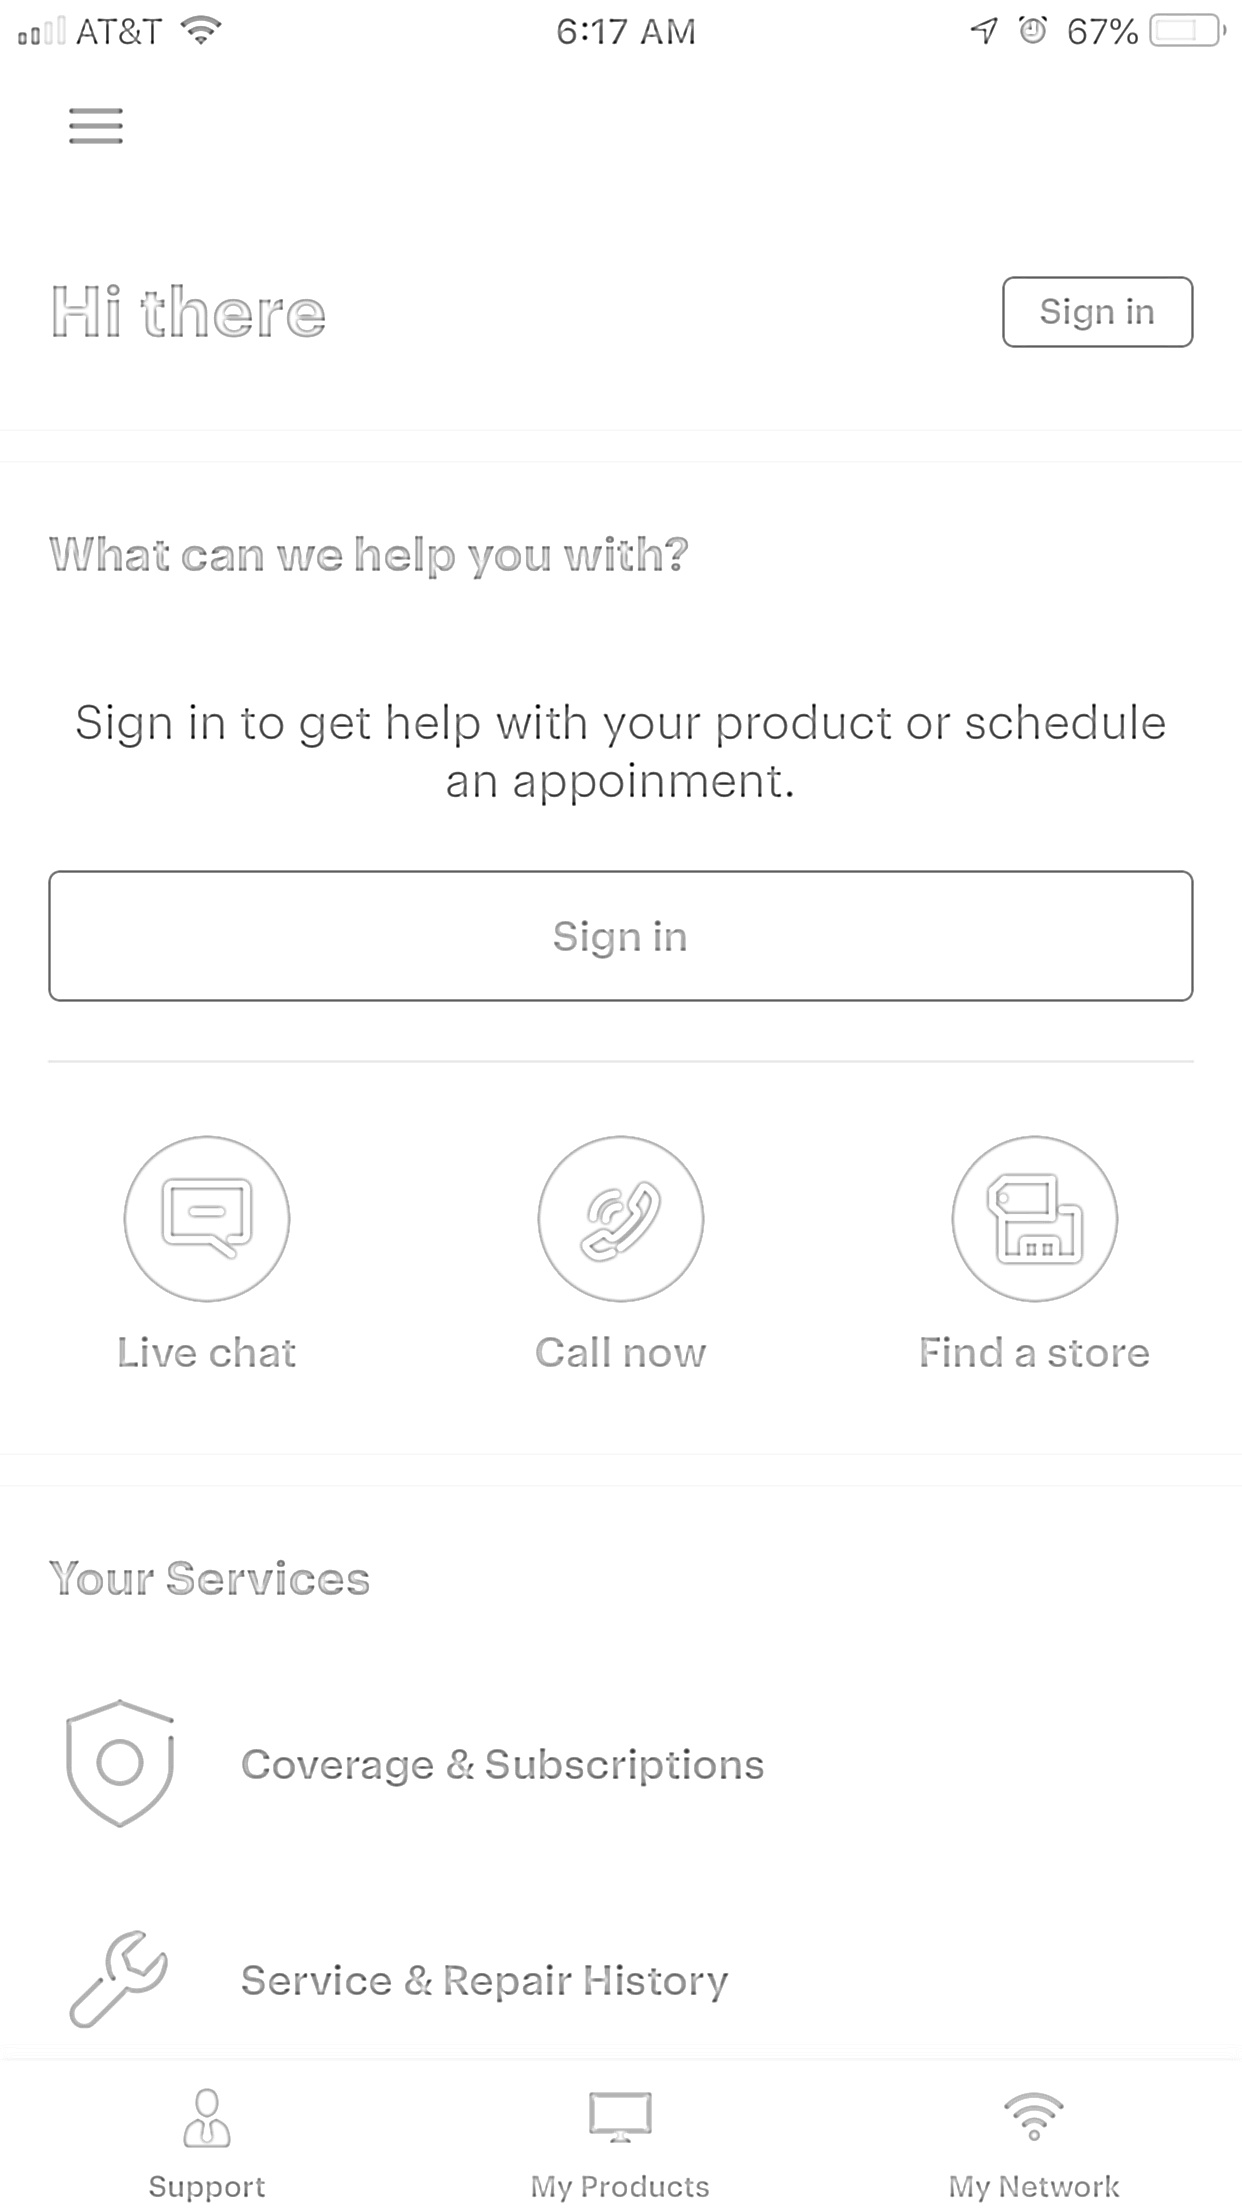 AT&T 6:17 AM 67%
Hi there
Sign in
What can we help you with?
Sign in to get help with your product or schedule
an appoinment.
Sign in
Live chat Call now Find a store
Your Services
Coverage & Subscriptions
Service & Repair History
Support My Products My Network